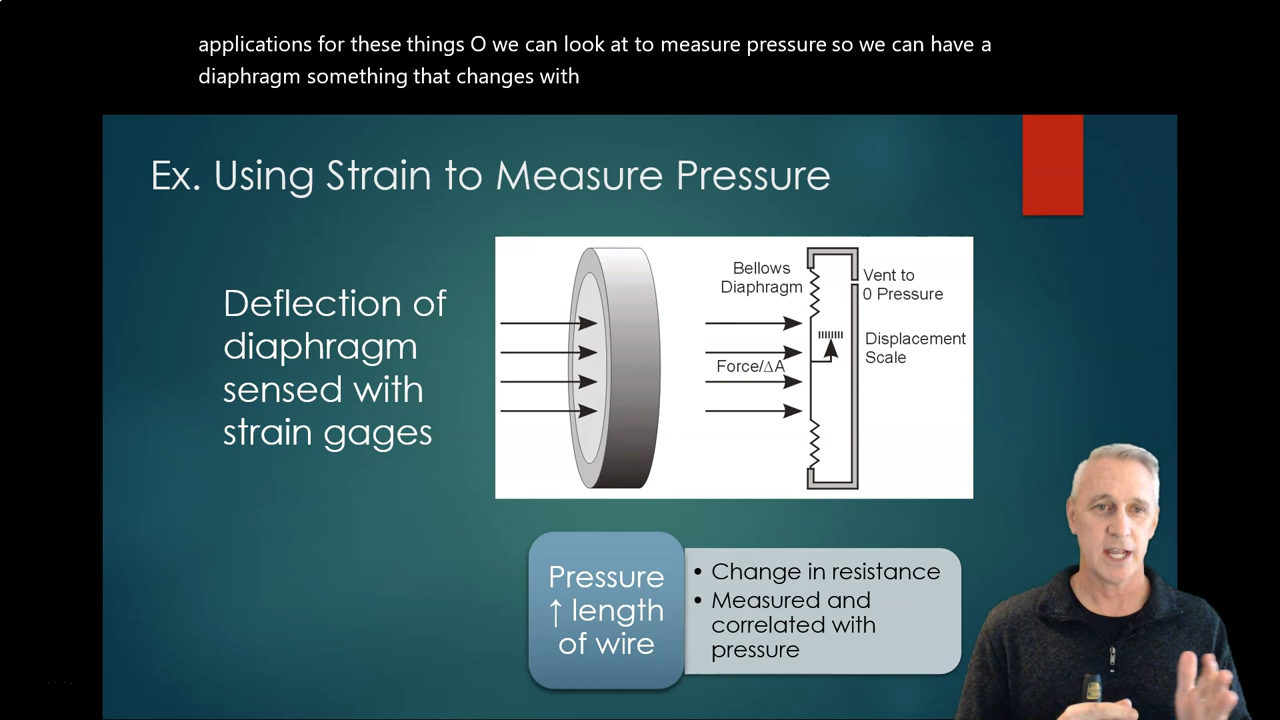 applications for these things O we can look at to measure pressure so we can have a
diaphragm something that changes with
Ex. Using Strain to Measure Pressure
Deflection of
diaphragm
sensed with
strain gages
Bellows
Diaphragm
Vent to
0 Pressure
Displacement
Scale
Force/ΔA
Pressure
↑ length
of wire
• Change in resistance
• Measured and
correlated with
pressure